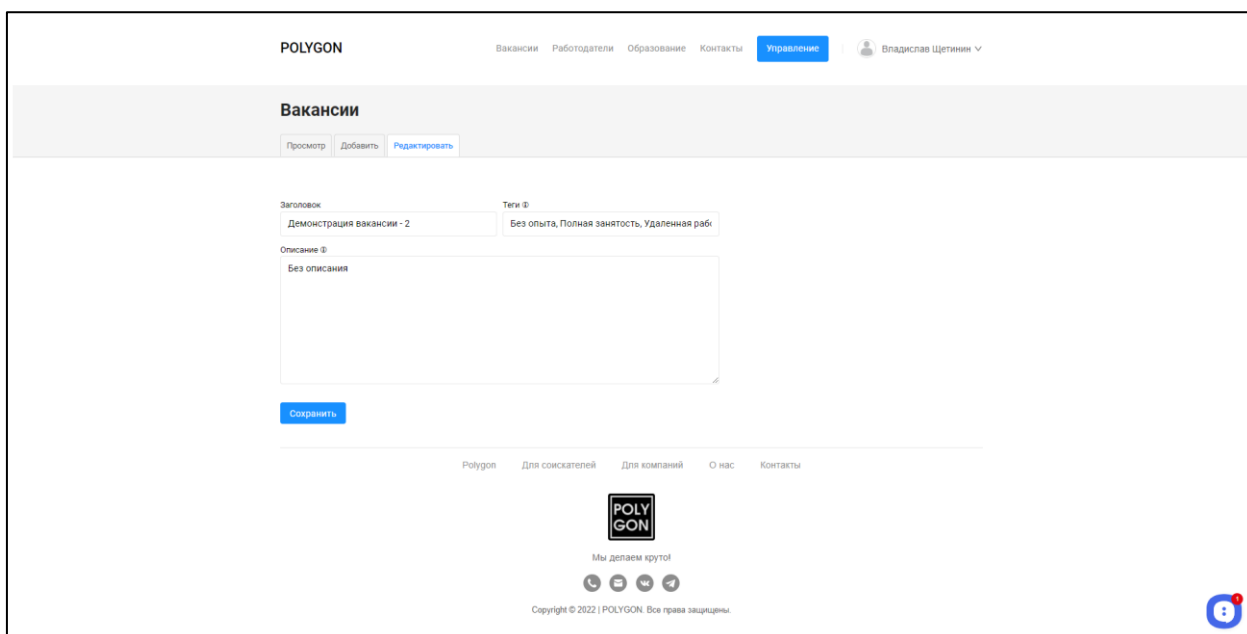 POLYGON Вакансии Работодатели Образование Контакты Управление Владислав Щетинин
Вакансии
Просмотр Добавить Редактировать
Заголовок Теги
Демонстрация вакансии - 2 Без опыта, Полная занятость, Удаленная
Описание
Без описания
Сохранить
Polygon Для соискателей Для компаний О нас Контакты
POLY
GON
Мы делаем круто!
Copyright © 2022 | POLYGON. Все права защищены.
1